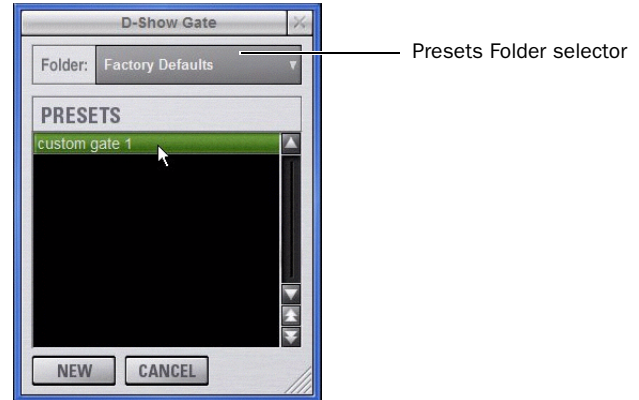 D-Show Gate
Folder: Factory Defaults
Presets Folder selector
PRESETS
custom gate 1
NEW CANCEL